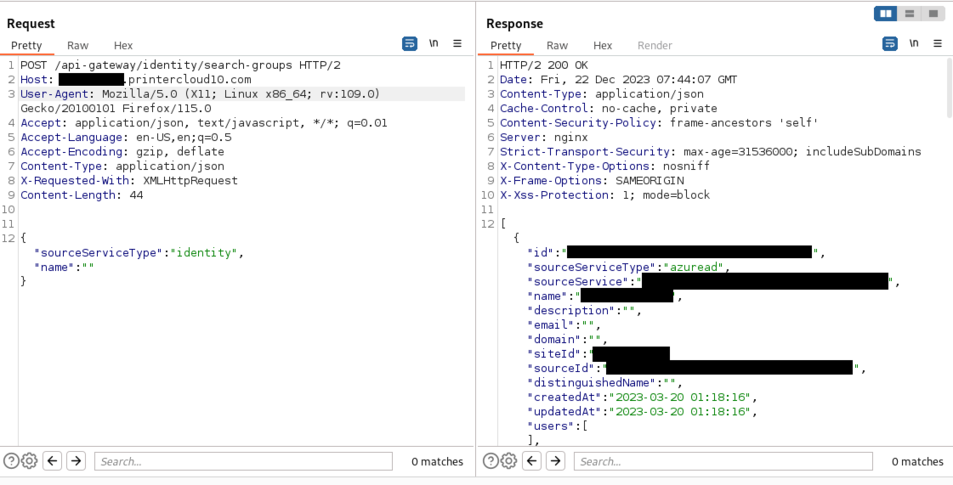 Request
Pretty Raw Hex
\n
1 POST /api-gateway/identity/search-groups HTTP/2
2 Host: .printercloud10.com
3 User-Agent: Mozilla/5.0 (X11; Linux x86_64; rv:109.0)
Gecko/20100101 Firefox/115.0
4 Accept: application/json, text/javascript, */*; q=0.01
5 Accept-Language: en-US,en;q=0.5
6 Accept-Encoding: gzip, deflate
7 Content-Type: application/json
8 X-Requested-With: XMLHttpRequest
9 Content-Length: 44
10
11
12 {
"sourceServiceType":"identity",
"name":""
}
Search...
0 matches
Response
Pretty Raw Hex Render
\n
1 HTTP/2 200 OK
2 Date: Fri, 22 Dec 2023 07:44:07 GMT
3 Content-Type: application/json
4 Cache-Control: no-cache, private
5 Content-Security-Policy: frame-ancestors 'self'
6 Server: nginx
7 Strict-Transport-Security: max-age=31536000; includeSubDomains
8 X-Content-Type-Options: nosniff
9 X-Frame-Options: SAMEORIGIN
10 X-Xss-Protection: 1; mode=block
11
12 [
{
"id":" ",
"sourceServiceType":"azuread",
"sourceService":" ",
"name":" ",
"description":"",
"email":"",
"domain":"",
"siteId":"
"sourceId":" ",
"distinguishedName":"",
"createdAt":"2023-03-20 01:18:16",
"updatedAt":"2023-03-20 01:18:16",
"users":[
],
Search...
0 matches